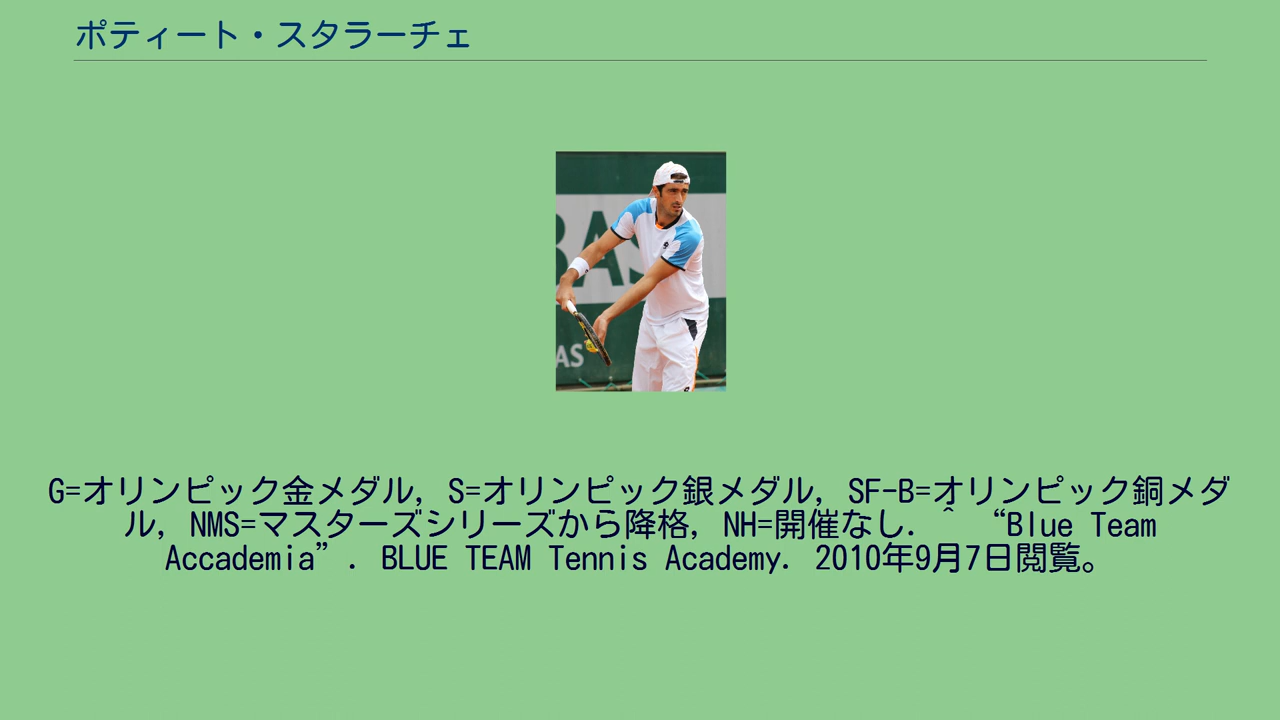 ポティート・スタラーチェ
BAS
AS
G=オリンピック金メダル, S=オリンピック銀メダル, SF-B=オリンピック銅メダ
ル, NMS=マスターズシリーズから降格, NH=開催なし. ^ “Blue Team
Accademia”. BLUE TEAM Tennis Academy. 2010年9月7日閲覧。